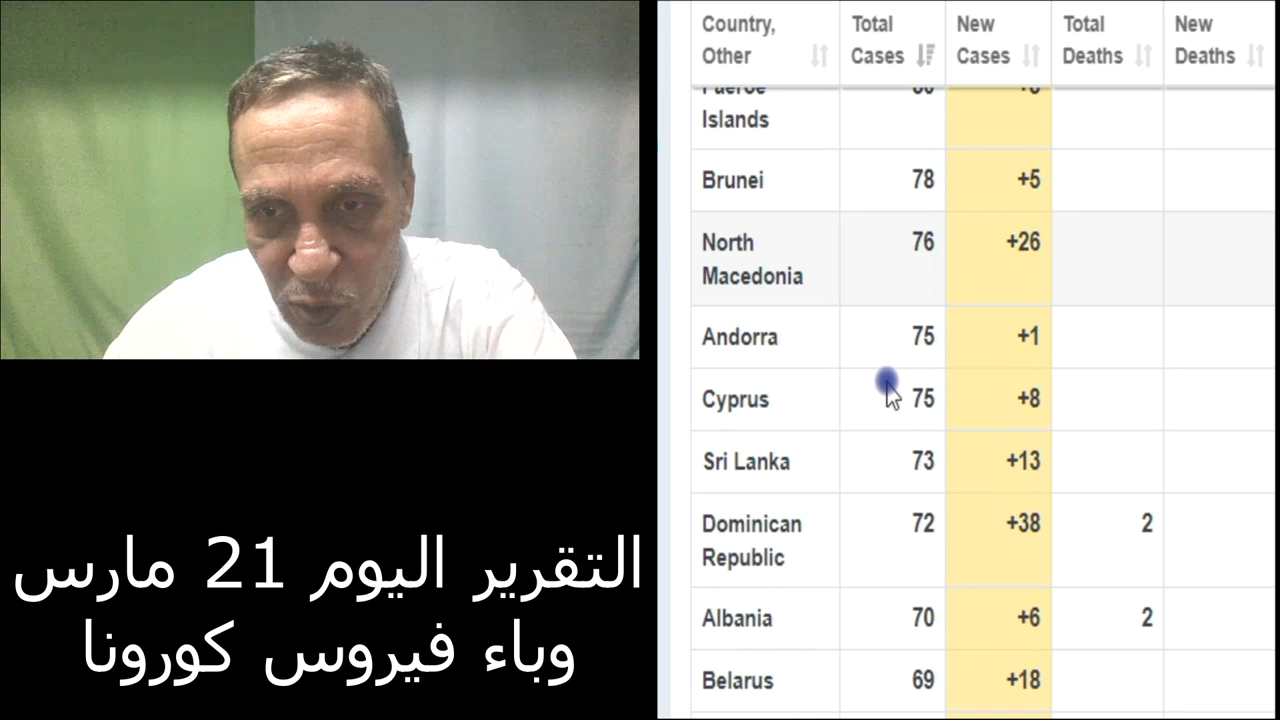 التقرير اليوم 21 مارس
وباء فيروس كورونا
Country, Other Total Cases New Cases Total Deaths New Deaths
Islands
Brunei 78 +5
North Macedonia 76 +26
Andorra 75 +1
Cyprus 75 +8
Sri Lanka 73 +13
Dominican Republic 72 +38 2
Albania 70 +6 2
Belarus 69 +18